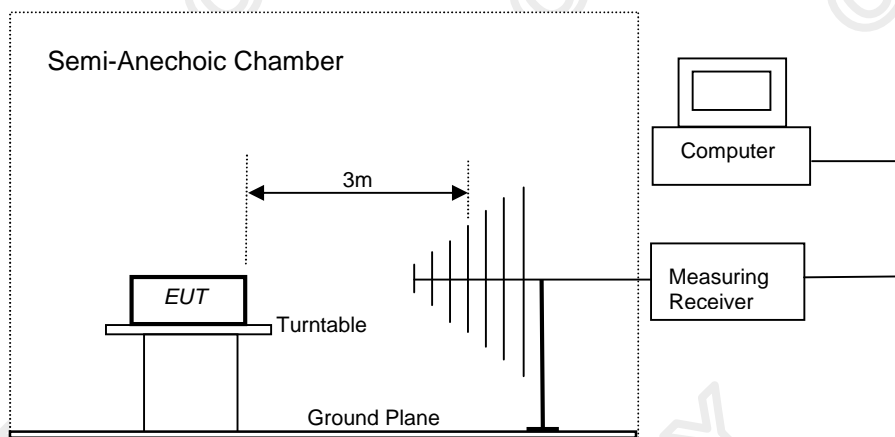 Semi-Anechoic Chamber
Computer
3m
Measuring
Receiver
EUT
Turntable
Ground Plane